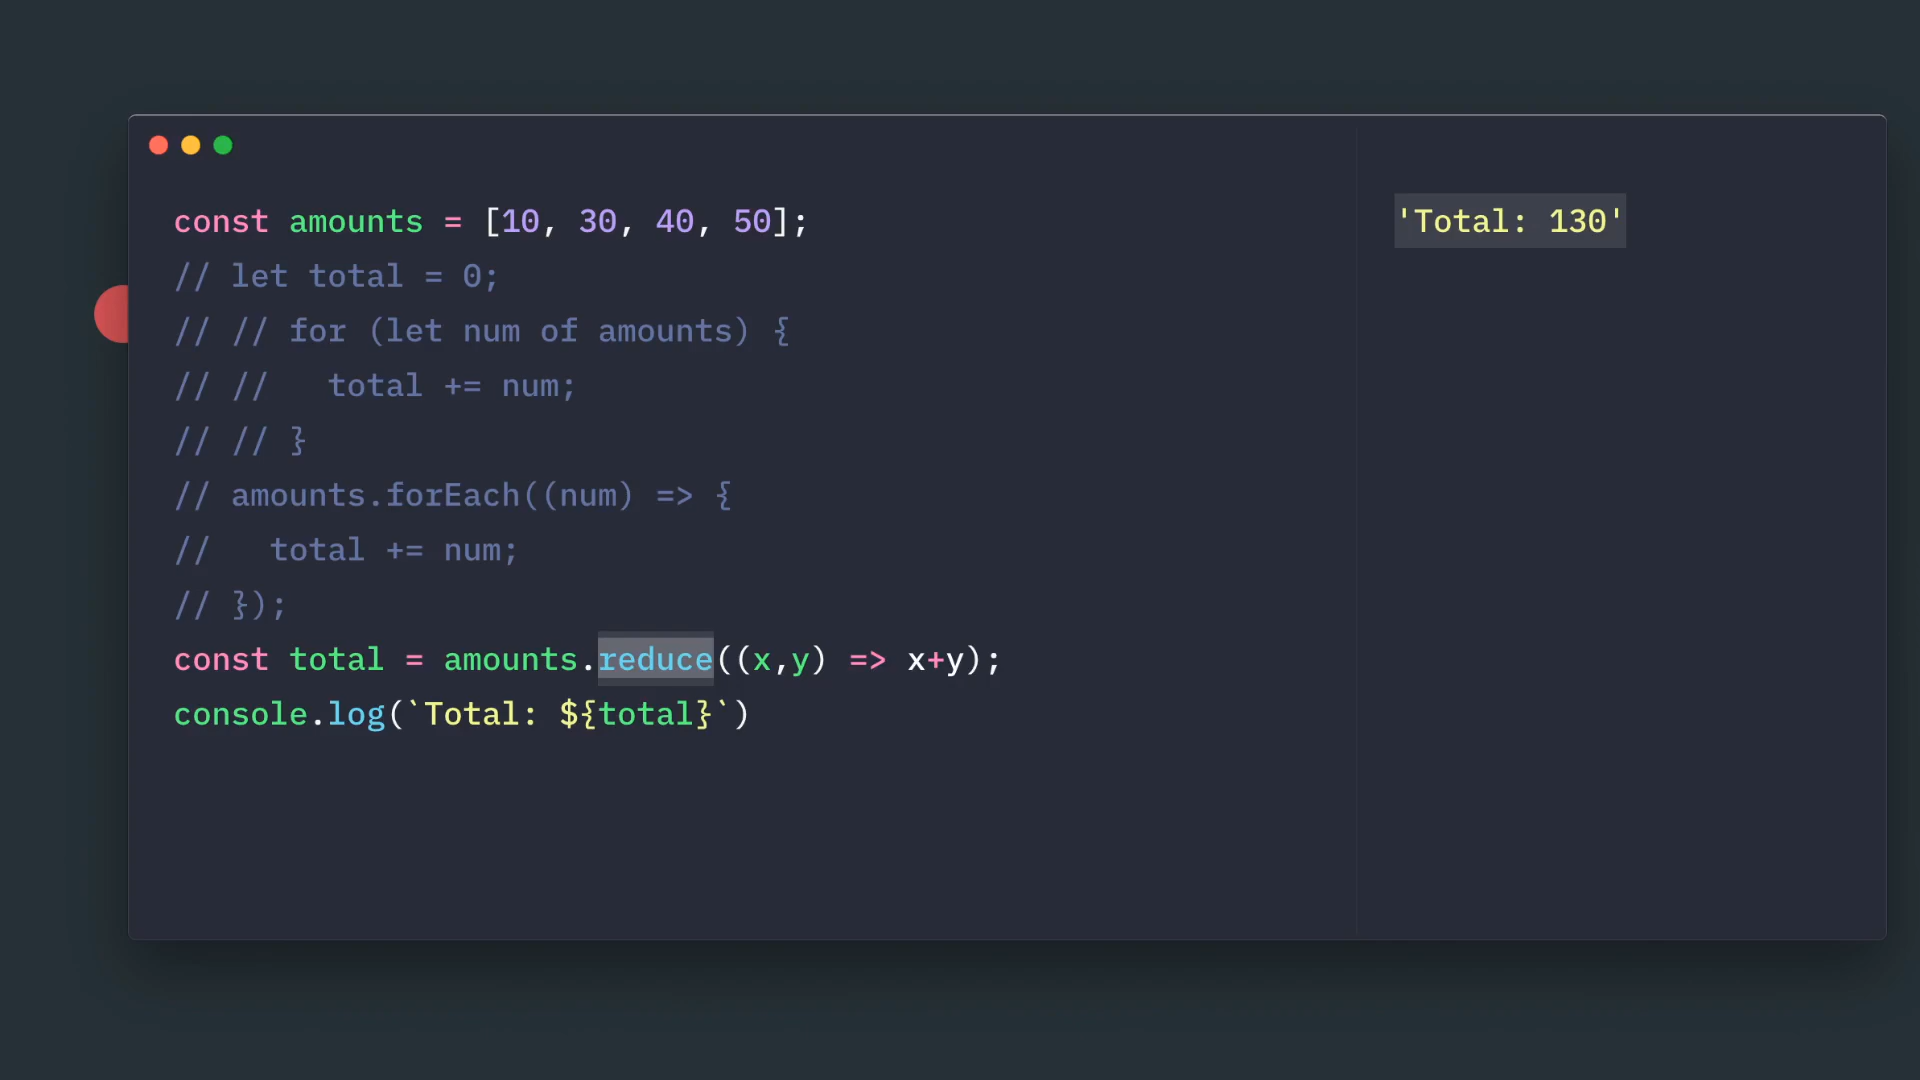 const amounts = [10, 30, 40, 50];
// let total = 0;
// // for (let num of amounts) {
// //   total += num;
// // }
// amounts.forEach((num) => {
//   total += num;
// });
const total = amounts.reduce((x,y) => x+y);
console.log(`Total: ${total}`)
'Total: 130'